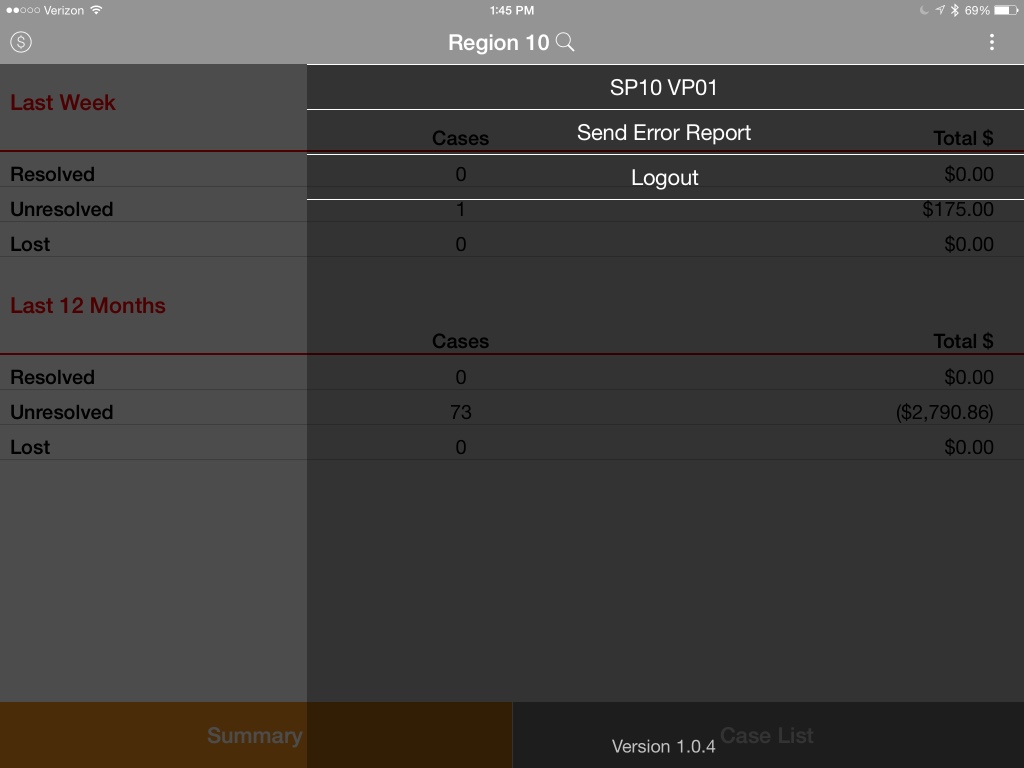 Verizon 1:45 PM 69%
$ Region 10
SP10 VP01
Last Week
Send Error Report
Cases Total $
Logout
Resolved 0 $0.00
Unresolved 1 $175.00
Lost 0 $0.00
Last 12 Months
Cases Total $
Resolved 0 $0.00
Unresolved 73 ($2,790.86)
Lost 0 $0.00
Summary Case List
Version 1.0.4